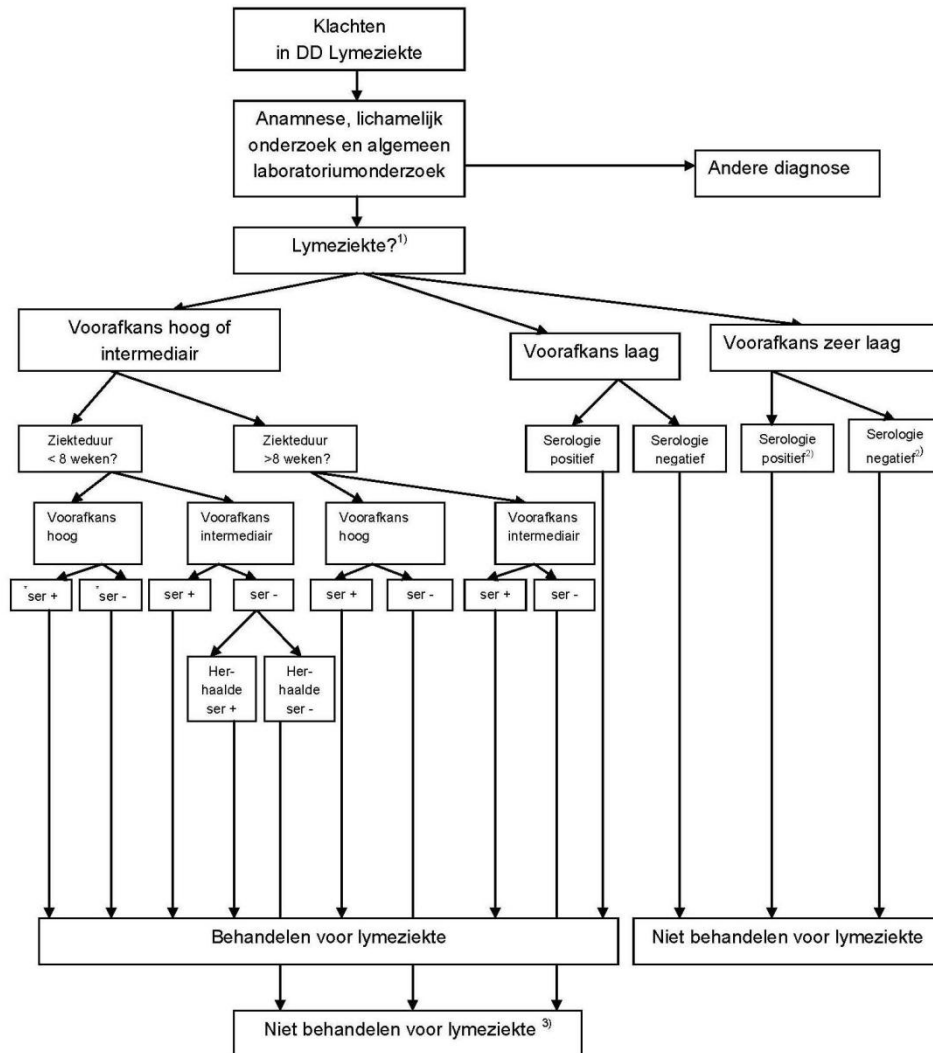 Klachten
in DD Lymeziekte
Anamnese, lichamelijk
onderzoek en algemeen
laboratoriumonderzoek
Andere diagnose
Lymeziekte?1)
Voorafkans hoog of
intermediair
Voorafkans laag
Voorafkans zeer laag
Ziekteduur
< 8 weken?
Ziekteduur
>8 weken?
Serologie
positief
Serologie
negatief
Serologie
positief2)
Serologie
negatief2)
Voorafkans
hoog
Voorafkans
intermediair
Voorafkans
hoog
Voorafkans
intermediair
*ser +
*ser -
ser +
ser -
ser +
ser -
ser +
ser -
Her-
haalde
ser +
Her-
haalde
ser -
Behandelen voor lymeziekte
Niet behandelen voor lymeziekte
Niet behandelen voor lymeziekte 3)